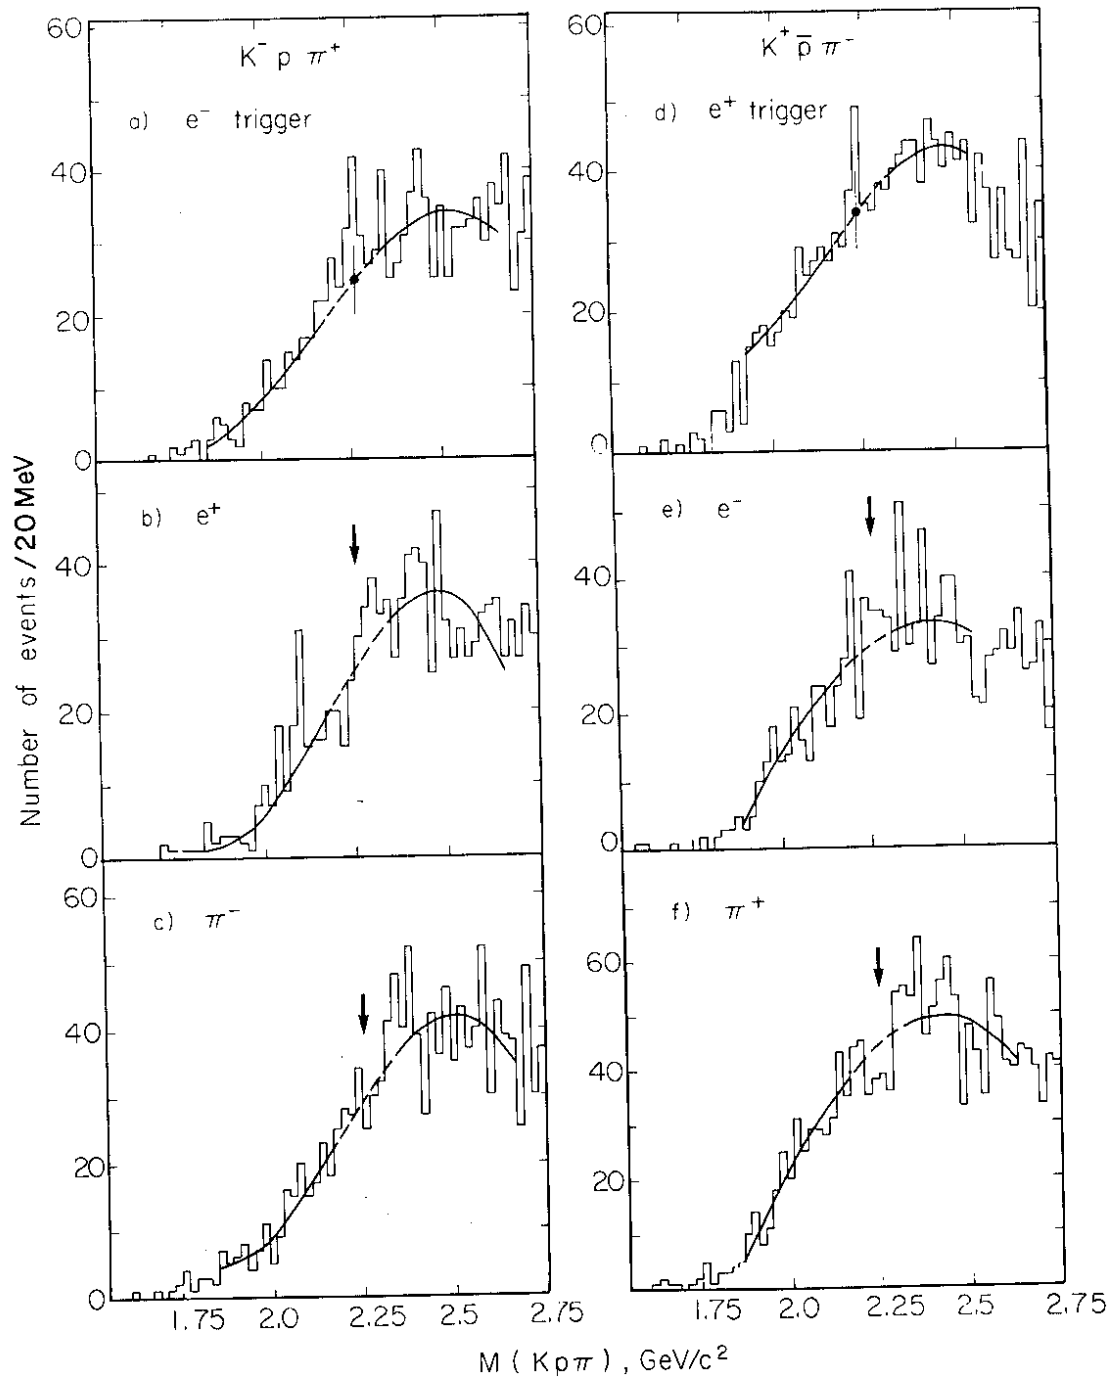 K⁻ p π⁺
a) e⁻ trigger
60
40
20
0
b) e⁺
40
20
0
c) π⁻
60
40
20
0
1.75 2.0 2.25 2.5 2.75
K⁺ p̅ π⁻
d) e⁺ trigger
60
40
20
0
e) e⁻
40
20
0
f) π⁺
60
40
20
1.75 2.0 2.25 2.5 2.75
Number of events/20 MeV
M ( K p π ) , GeV/c²